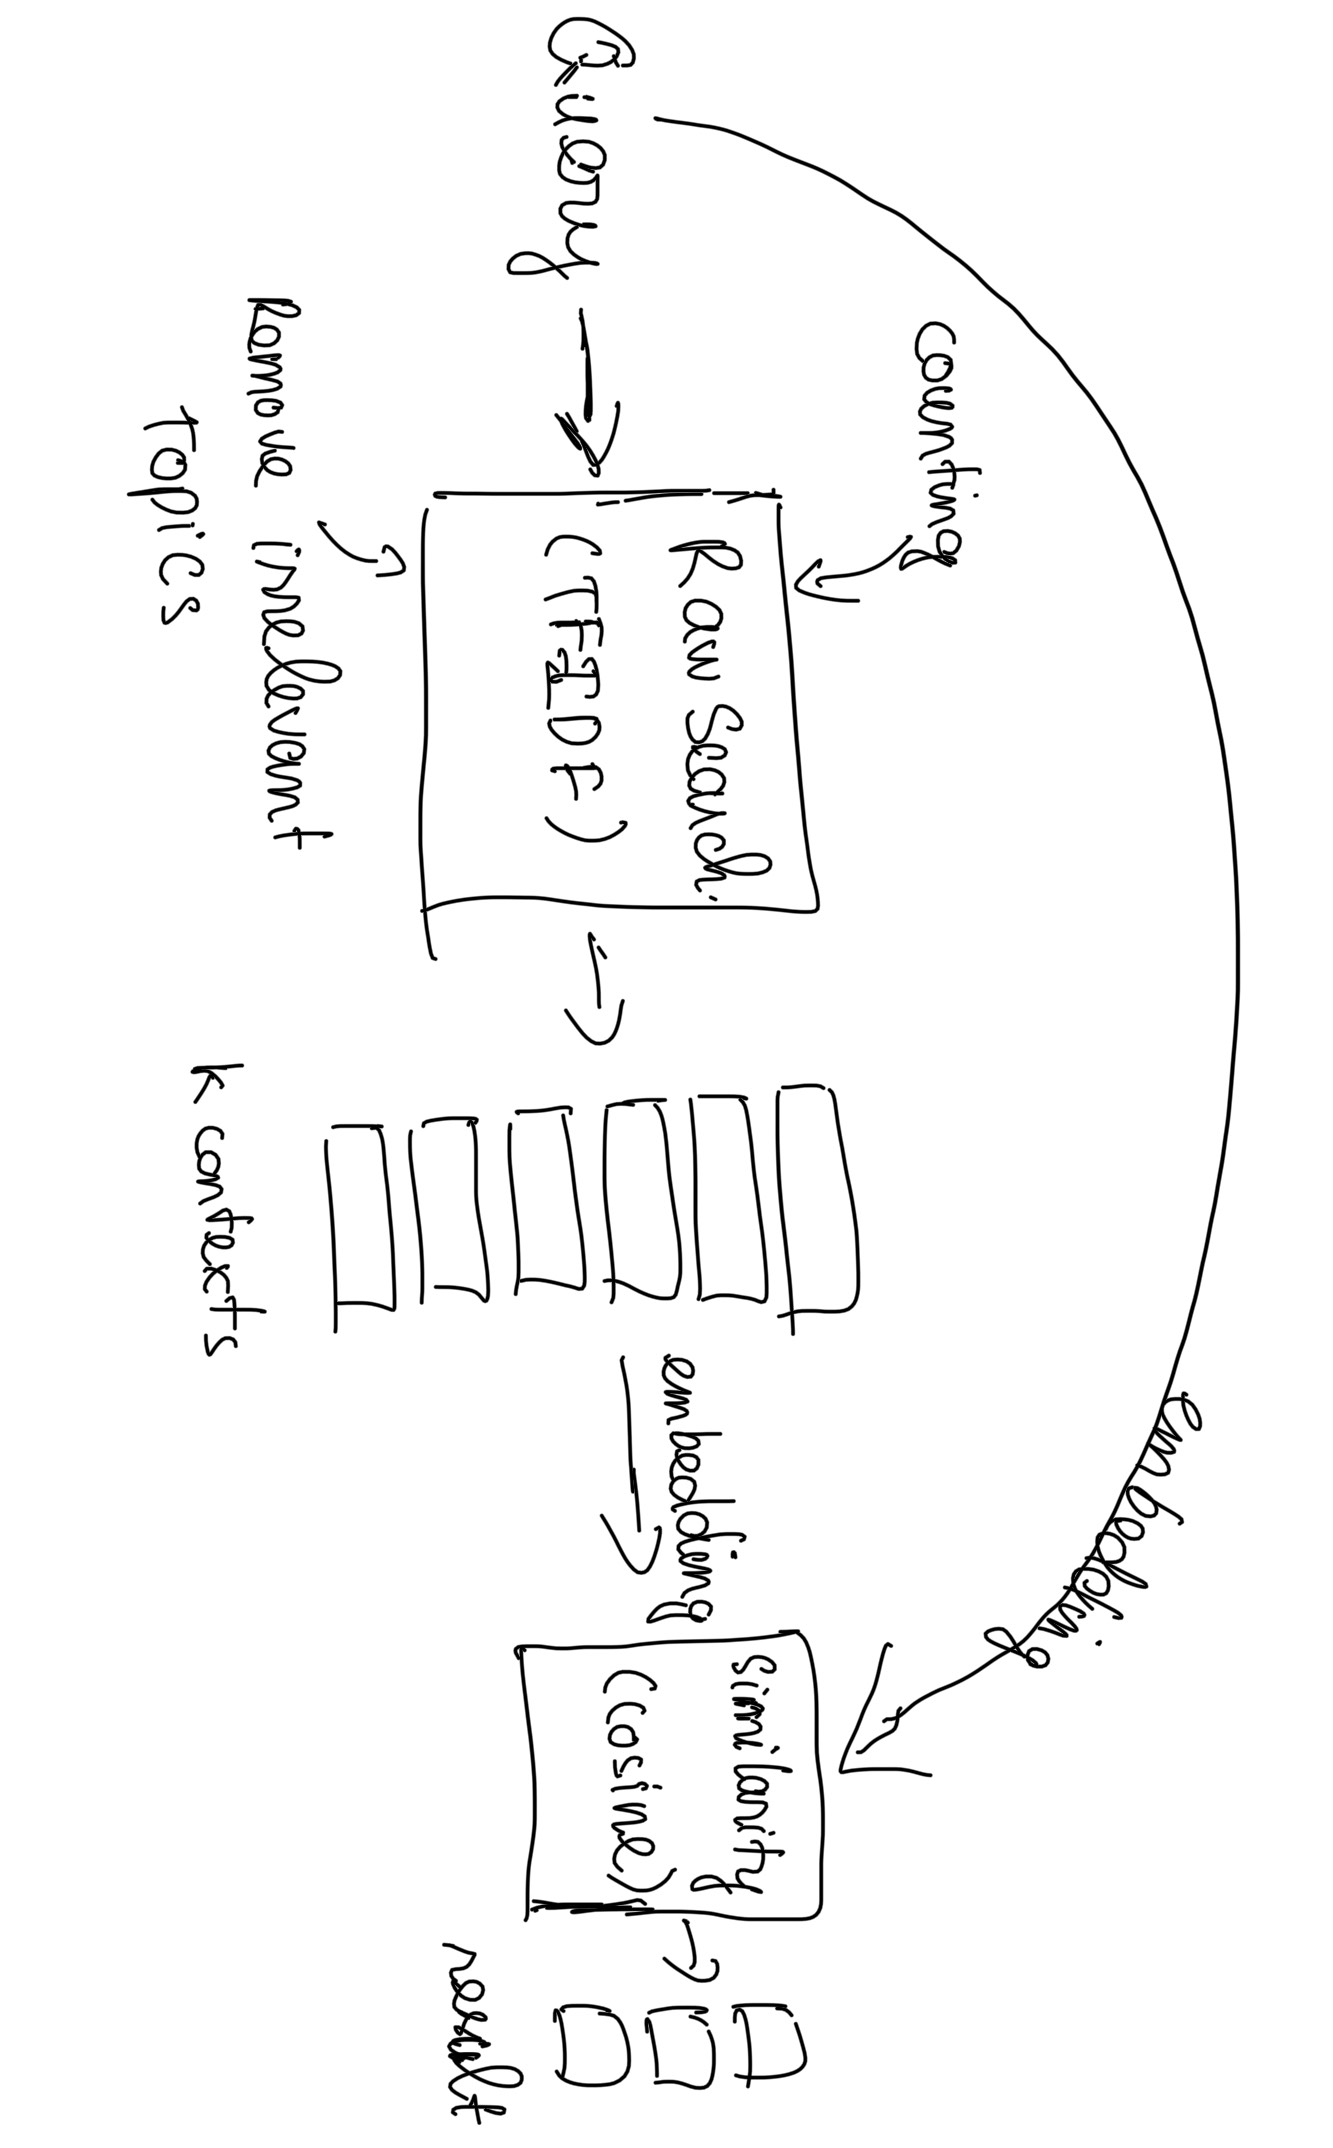 embedding
counting
Raw Search.
(TFIDF)
Query
embedding
similarity
(cosine)
result
Remove irrelevant
Topics
k contexts